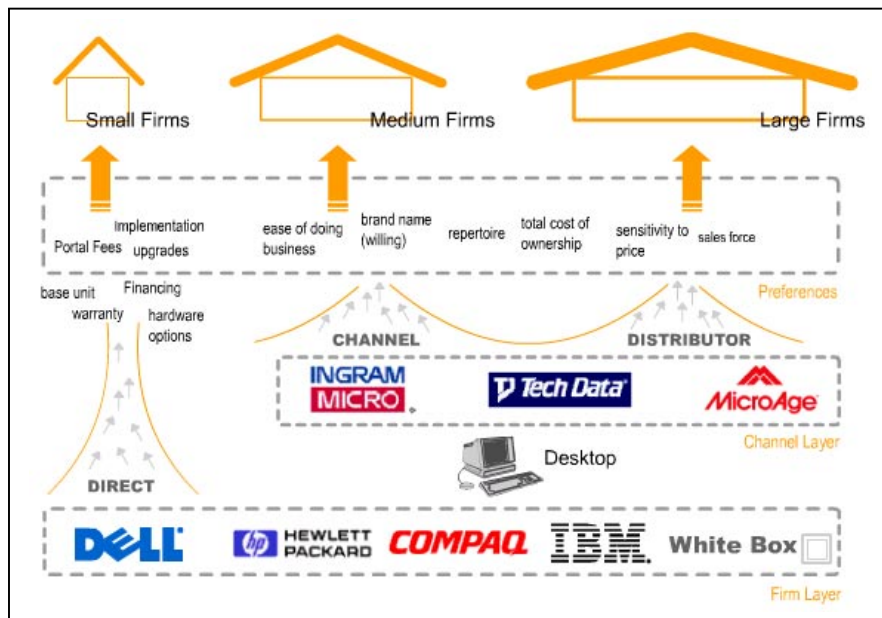 Small Firms
Medium Firms
Large Firms
Portal Fees
Implementation
upgrades
ease of doing
business
brand name
(willing)
repertoire
total cost of
ownership
sensitivity to
price
sales force
Preferences
base unit
warranty
Financing
hardware
options
CHANNEL
DISTRIBUTOR
INGRAM
MICRO
Tech Data
MicroAge
Channel Layer
Desktop
DIRECT
DELL
hp HEWLETT
PACKARD
COMPAQ
IBM
White Box
Firm Layer